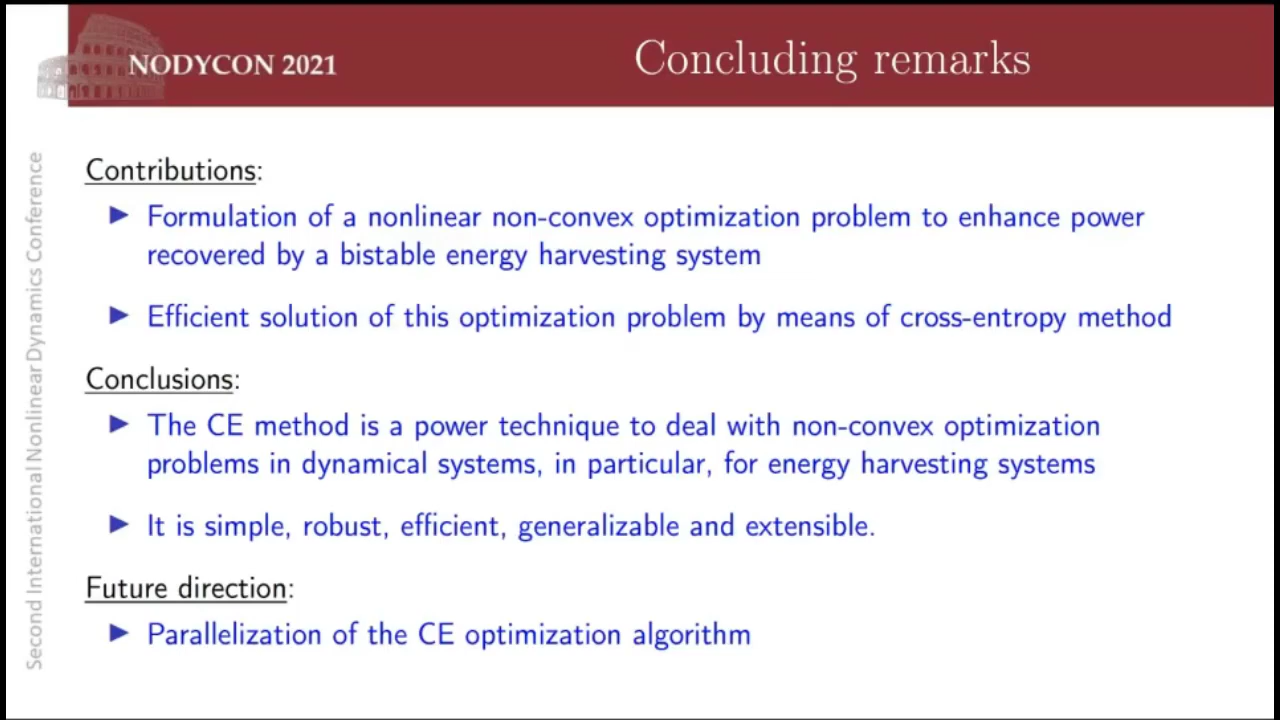 NODYCON 2021
Concluding remarks
Second International Nonlinear Dynamics Conference
Contributions:
▶ Formulation of a nonlinear non-convex optimization problem to enhance power
recovered by a bistable energy harvesting system
▶ Efficient solution of this optimization problem by means of cross-entropy method
Conclusions:
▶ The CE method is a power technique to deal with non-convex optimization
problems in dynamical systems, in particular, for energy harvesting systems
▶ It is simple, robust, efficient, generalizable and extensible.
Future direction:
▶ Parallelization of the CE optimization algorithm